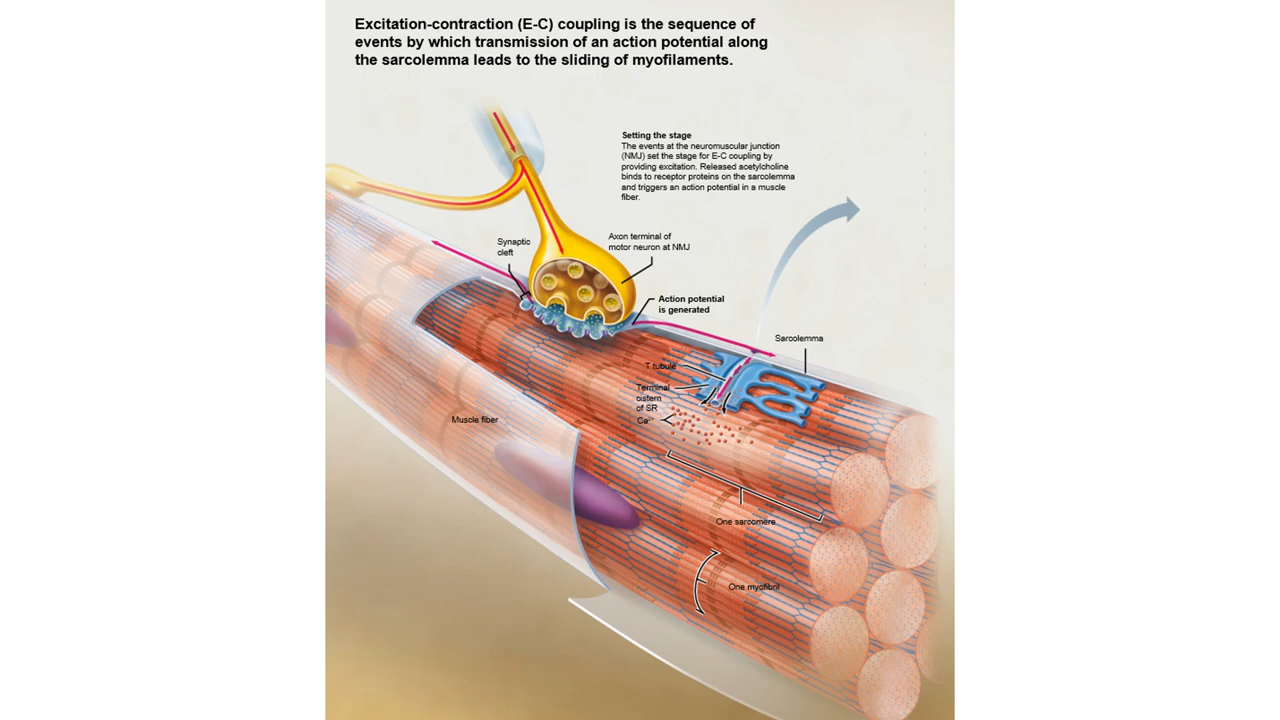 Excitation-contraction (E-C) coupling is the sequence of
events by which transmission of an action potential along
the sarcolemma leads to the sliding of myofilaments.
Setting the stage
The events at the neuromuscular junction
(NMJ) set the stage for E-C coupling by
providing excitation. Released acetylcholine
binds to receptor proteins on the sarcolemma
and triggers an action potential in a muscle
fiber.
Synaptic
cleft
Axon terminal of
motor neuron at NMJ
Action potential
is generated
Sarcolemma
T tubule
Terminal
cistern
of SR
Ca²⁺
Muscle fiber
One sarcomere
One myofibril